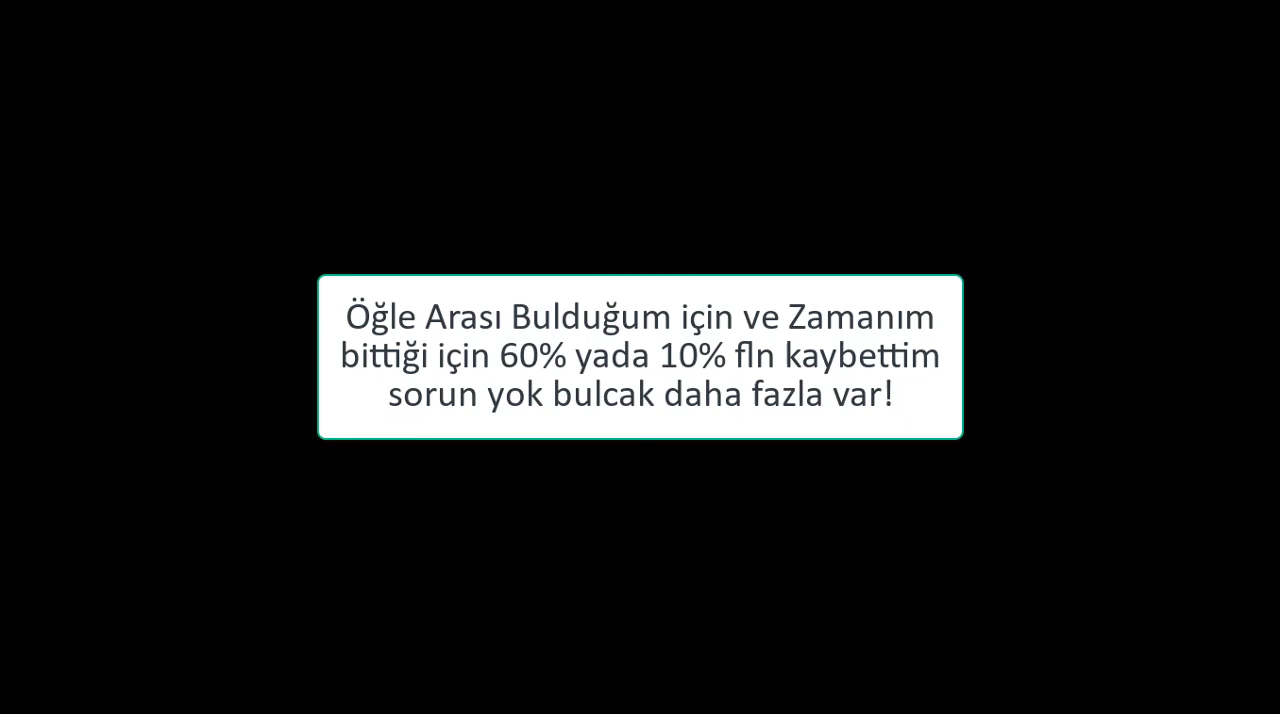 Öğle Arası Bulduğum için ve Zamanım
bittiği için 60% yada 10% fln kaybettim
sorun yok bulcak daha fazla var!